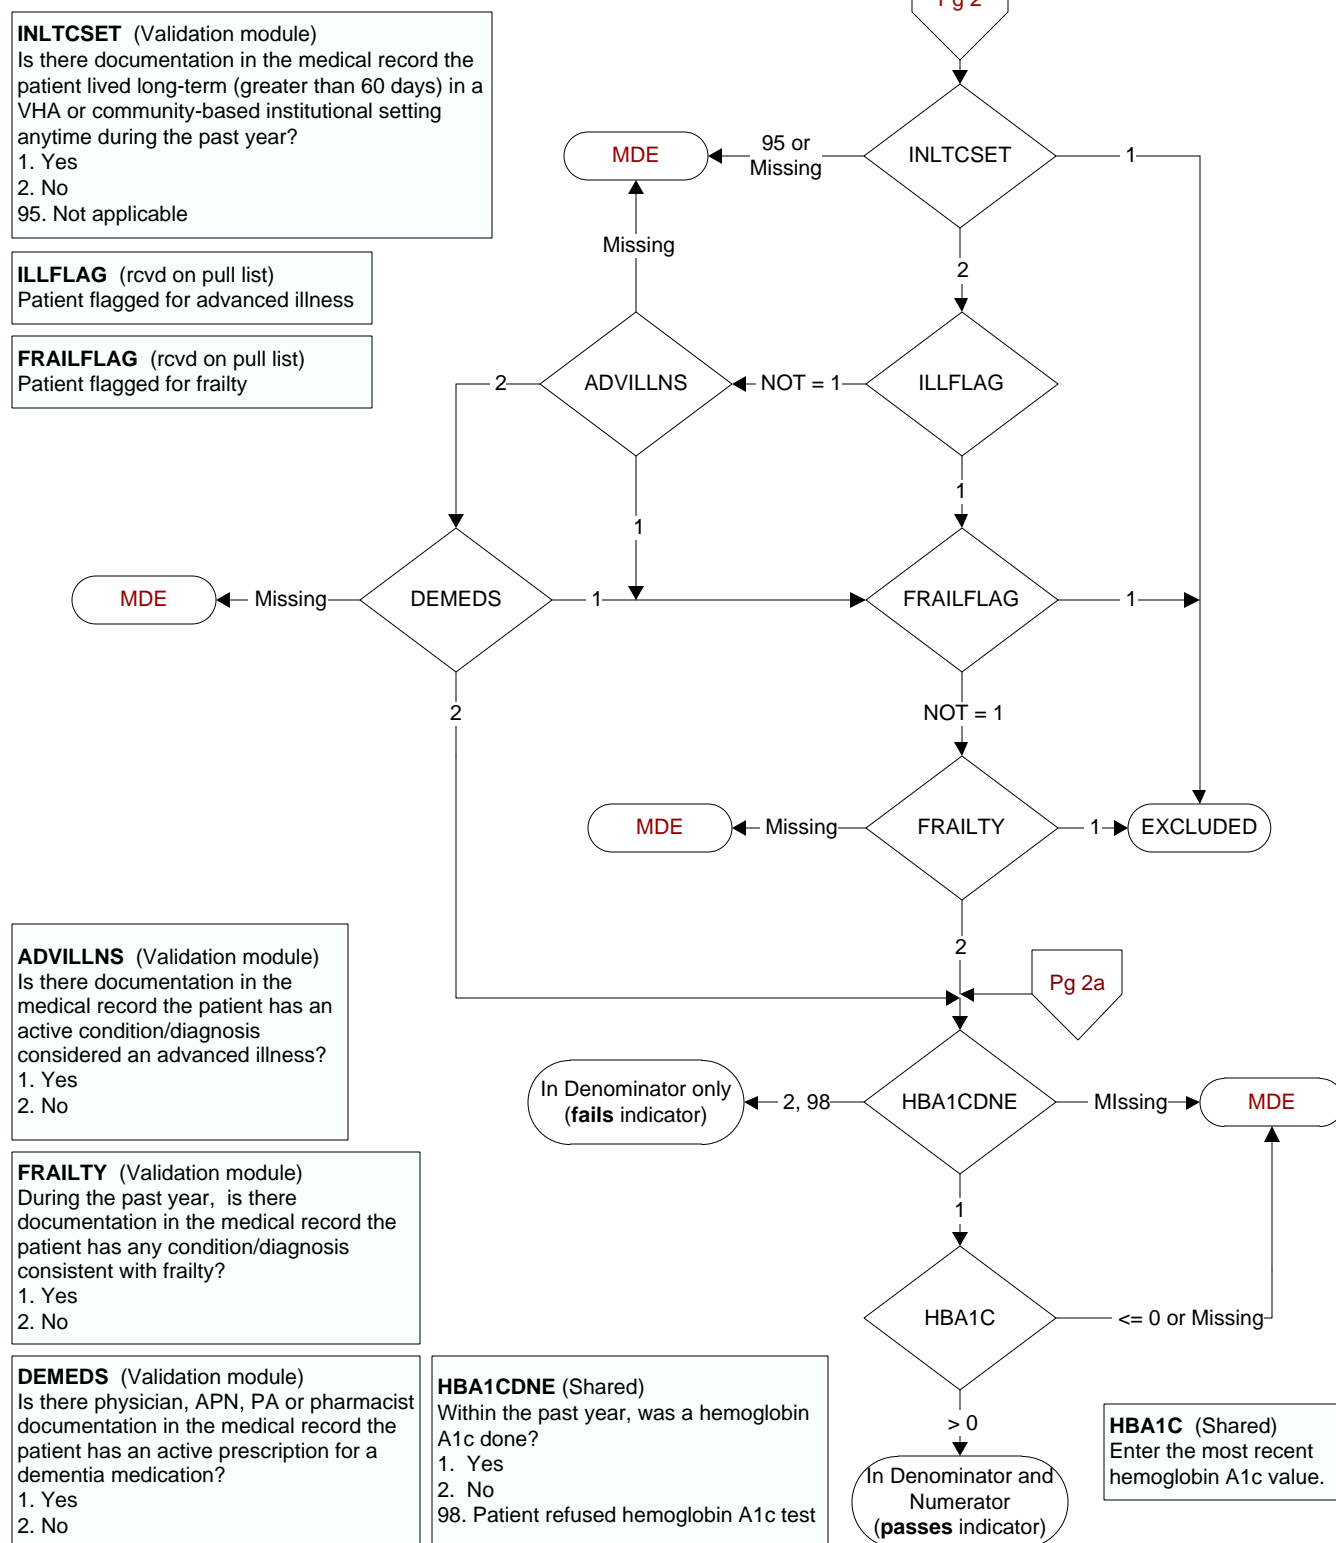 Pg 2
INLTCSET (Validation module)
Is there documentation in the medical record the
patient lived long-term (greater than 60 days) in a
VHA or community-based institutional setting
anytime during the past year?
1. Yes
2. No
95. Not applicable
MDE
95 or
Missing
INLTCSET
1
Missing
2
ILLFLAG (rcvd on pull list)
Patient flagged for advanced illness
FRAILFLAG (rcvd on pull list)
Patient flagged for frailty
2
ADVILLNS
NOT = 1
ILLFLAG
1
1
MDE
Missing
DEMEDS
1
FRAILFLAG
1
2
NOT = 1
MDE
Missing
FRAILTY
1
EXCLUDED
2
Pg 2a
ADVILLNS (Validation module)
Is there documentation in the
medical record the patient has an
active condition/diagnosis
considered an advanced illness?
1. Yes
2. No
In Denominator only
(fails indicator)
2, 98
HBA1CDNE
MIssing
MDE
FRAILTY (Validation module)
During the past year, is there
documentation in the medical record the
patient has any condition/diagnosis
consistent with frailty?
1. Yes
2. No
1
HBA1C
<= 0 or Missing
DEMEDS (Validation module)
Is there physician, APN, PA or pharmacist
documentation in the medical record the
patient has an active prescription for a
dementia medication?
1. Yes
2. No
HBA1CDNE (Shared)
Within the past year, was a hemoglobin
A1c done?
1. Yes
2. No
98. Patient refused hemoglobin A1c test
> 0
In Denominator and
Numerator
(passes indicator)
HBA1C (Shared)
Enter the most recent
hemoglobin A1c value.